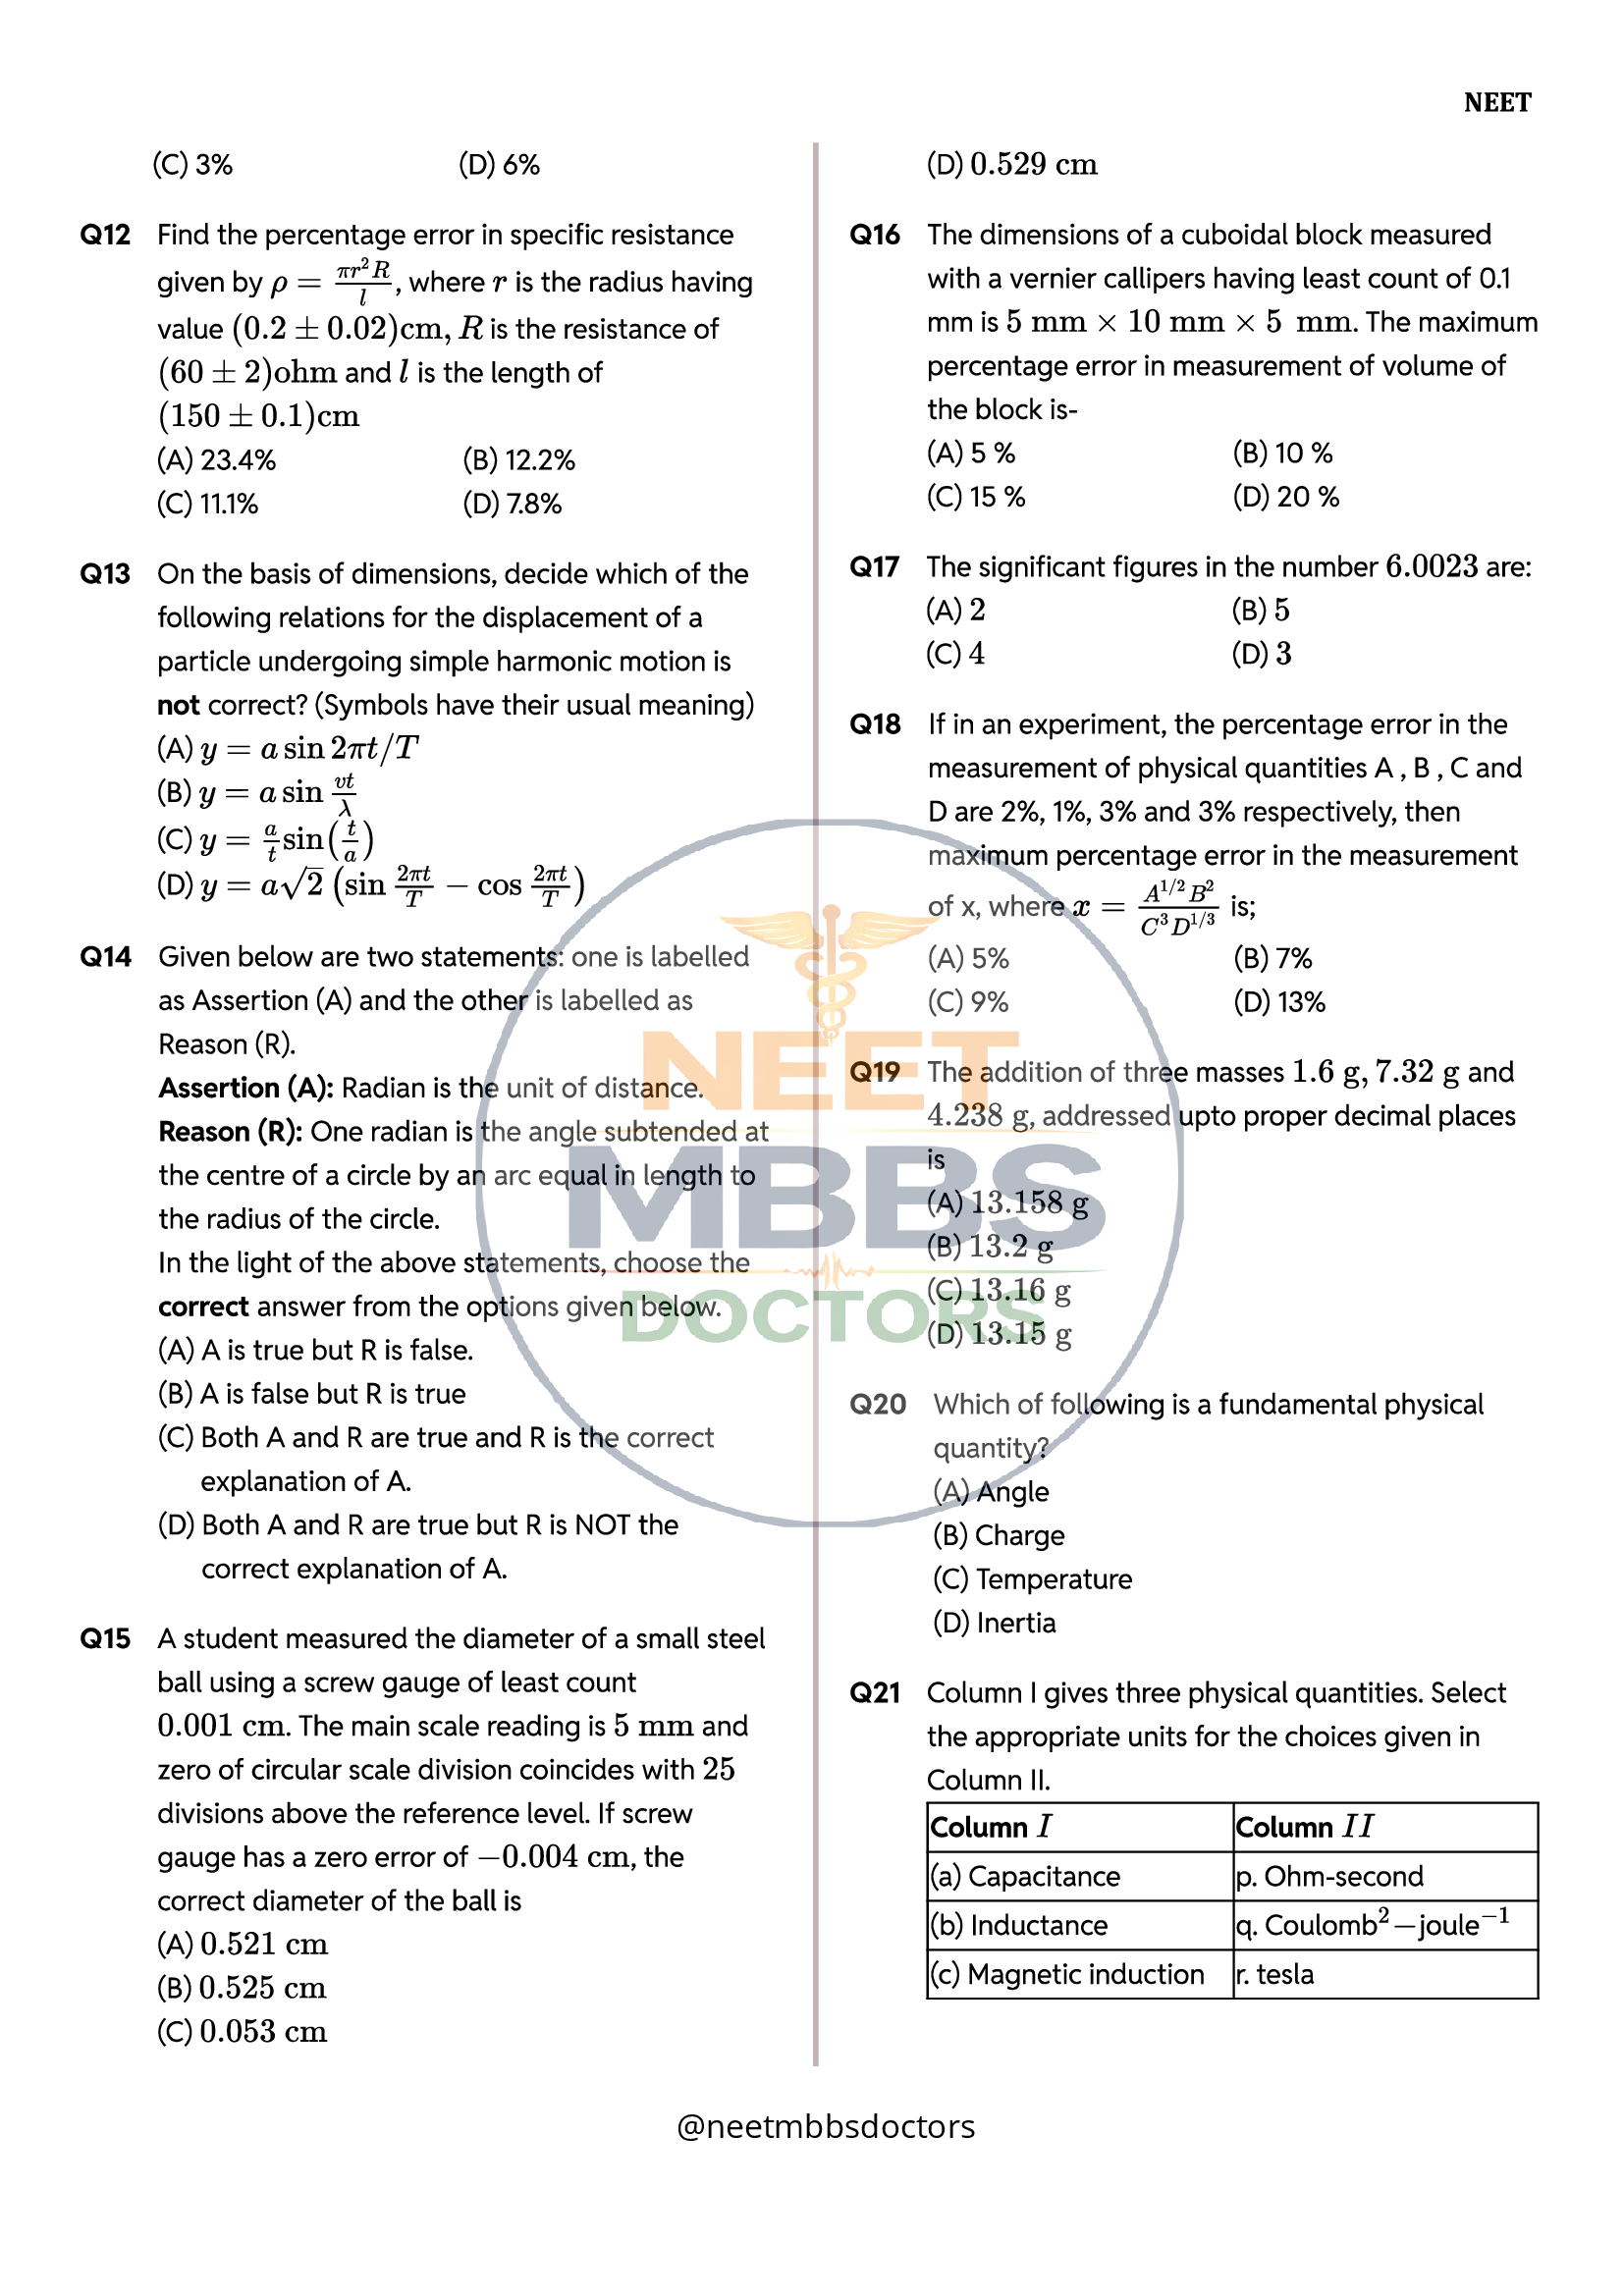 NEET
(C) 3% (D) 6%
Q12 Find the percentage error in specific resistance
given by ρ = πr²R/l, where r is the radius having
value (0.2 ± 0.02)cm, R is the resistance of
(60 ± 2)ohm and l is the length of
(150 ± 0.1)cm
(A) 23.4% (B) 12.2%
(C) 11.1% (D) 7.8%
Q13 On the basis of dimensions, decide which of the
following relations for the displacement of a
particle undergoing simple harmonic motion is
not correct? (Symbols have their usual meaning)
(A) y = a sin 2πt/T
(B) y = a sin vt/λ
(C) y = a/t sin(t/a)
(D) y = a√2 (sin 2πt/T − cos 2πt/T)
Q14 Given below are two statements: one is labelled
as Assertion (A) and the other is labelled as
Reason (R).
Assertion (A): Radian is the unit of distance.
Reason (R): One radian is the angle subtended at
the centre of a circle by an arc equal in length to
the radius of the circle.
In the light of the above statements, choose the
correct answer from the options given below.
(A) A is true but R is false.
(B) A is false but R is true
(C) Both A and R are true and R is the correct
explanation of A.
(D) Both A and R are true but R is NOT the
correct explanation of A.
Q15 A student measured the diameter of a small steel
ball using a screw gauge of least count
0.001 cm. The main scale reading is 5 mm and
zero of circular scale division coincides with 25
divisions above the reference level. If screw
gauge has a zero error of −0.004 cm, the
correct diameter of the ball is
(A) 0.521 cm
(B) 0.525 cm
(C) 0.053 cm
(D) 0.529 cm
Q16 The dimensions of a cuboidal block measured
with a vernier callipers having least count of 0.1
mm is 5 mm × 10 mm × 5 mm. The maximum
percentage error in measurement of volume of
the block is-
(A) 5 % (B) 10 %
(C) 15 % (D) 20 %
Q17 The significant figures in the number 6.0023 are:
(A) 2 (B) 5
(C) 4 (D) 3
Q18 If in an experiment, the percentage error in the
measurement of physical quantities A , B , C and
D are 2%, 1%, 3% and 3% respectively, then
maximum percentage error in the measurement
of x, where x = A^1/2 B²/C³ D^1/3 is;
(A) 5% (B) 7%
(C) 9% (D) 13%
Q19 The addition of three masses 1.6 g, 7.32 g and
4.238 g, addressed upto proper decimal places
is
(A) 13.158 g
(B) 13.2 g
(C) 13.16 g
(D) 13.15 g
Q20 Which of following is a fundamental physical
quantity?
(A) Angle
(B) Charge
(C) Temperature
(D) Inertia
Q21 Column I gives three physical quantities. Select
the appropriate units for the choices given in
Column II.
Column I Column II
(a) Capacitance p. Ohm-second
(b) Inductance q. Coulomb²−joule⁻¹
(c) Magnetic induction r. tesla
NEET
MBBS
DOCTORS
@neetmbbsdoctors